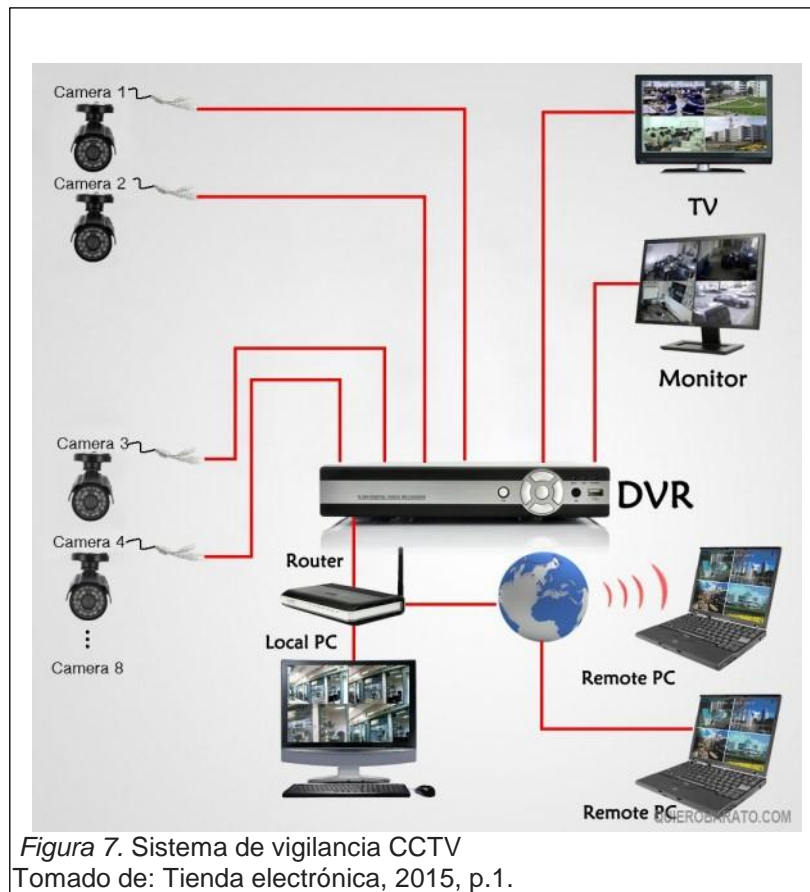 Camera 1
Camera 2
TV
Monitor
Camera 3
DVR
Camera 4
Router
Local PC
Camera 8
Remote PC
Remote PC
QUIEROBARATO.COM
Figura 7. Sistema de vigilancia CCTV
Tomado de: Tienda electrónica, 2015, p.1.